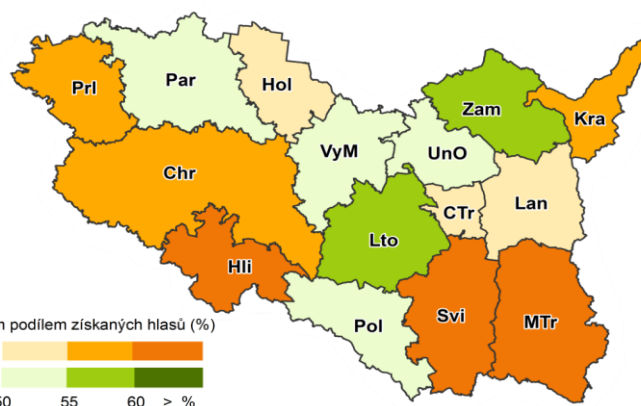 Par
Hol
Prl
Zam
Kra
VyM
UnO
Chr
CTr
Lan
Lto
Hli
Svi
MTr
Pol
podílem získaných hlasů (%)
55 60 > %